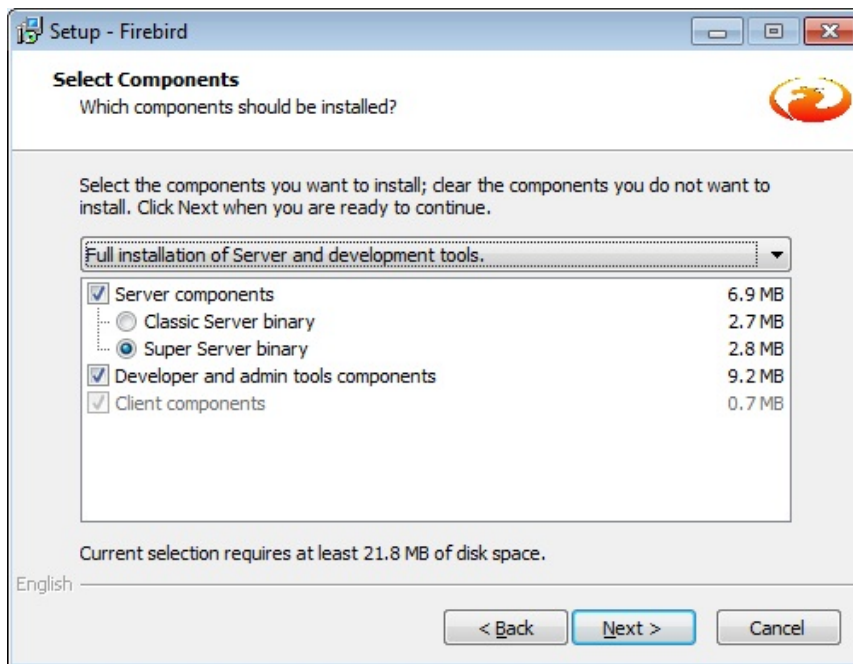 Setup - Firebird
Select Components
Which components should be installed?
Select the components you want to install; clear the components you do not want to
install. Click Next when you are ready to continue.
Full installation of Server and development tools.
Server components 6.9 MB
Classic Server binary 2.7 MB
Super Server binary 2.8 MB
Developer and admin tools components 9.2 MB
Client components 0.7 MB
Current selection requires at least 21.8 MB of disk space.
English
< Back Next > Cancel